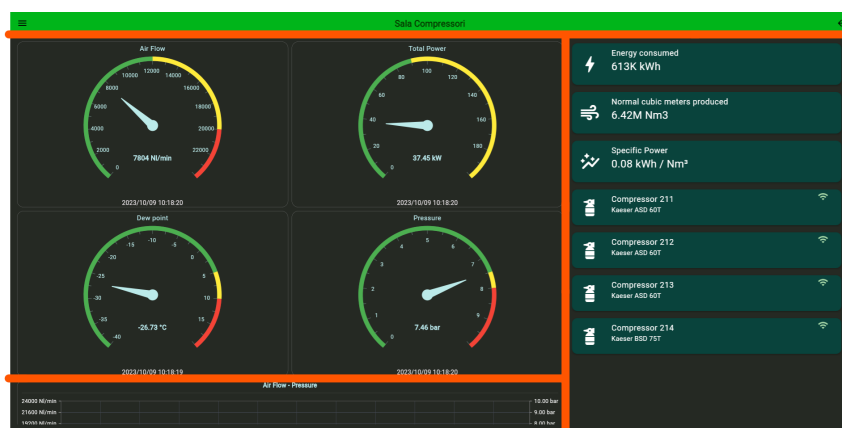 Sala Compressori
Air Flow
0
2000
4000
6000
8000
10000
12000
14000
16000
18000
20000
22000
7804 Nl/min
2023/10/09 10:18:20
Total Power
20
40
60
80
100
120
140
160
180
37.45 kW
2023/10/09 10:18:20
Dew point
-40
-35
-30
-25
-20
-15
-10
-5
0
5
10
15
-26.73 °C
2023/10/09 10:18:19
Pressure
0
1
2
3
4
5
6
7
8
9
7.46 bar
2023/10/09 10:18:20
Air Flow - Pressure
24000 Nl/min
10.00 bar
21600 Nl/min
9.00 bar
19200 Nl/min
8.00 bar
Energy consumed
613K kWh
Normal cubic meters produced
6.42M Nm3
Specific Power
0.08 kWh / Nm³
Compressor 211
Kaeser ASD 60T
Compressor 212
Kaeser ASD 60T
Compressor 213
Kaeser ASD 60T
Compressor 214
Kaeser BSD 75T